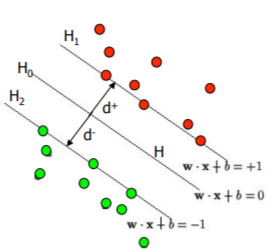 H₁
H₀
H₂
d⁺
d⁻
H
w · x + b = +1
w · x + b = 0
w · x + b = −1